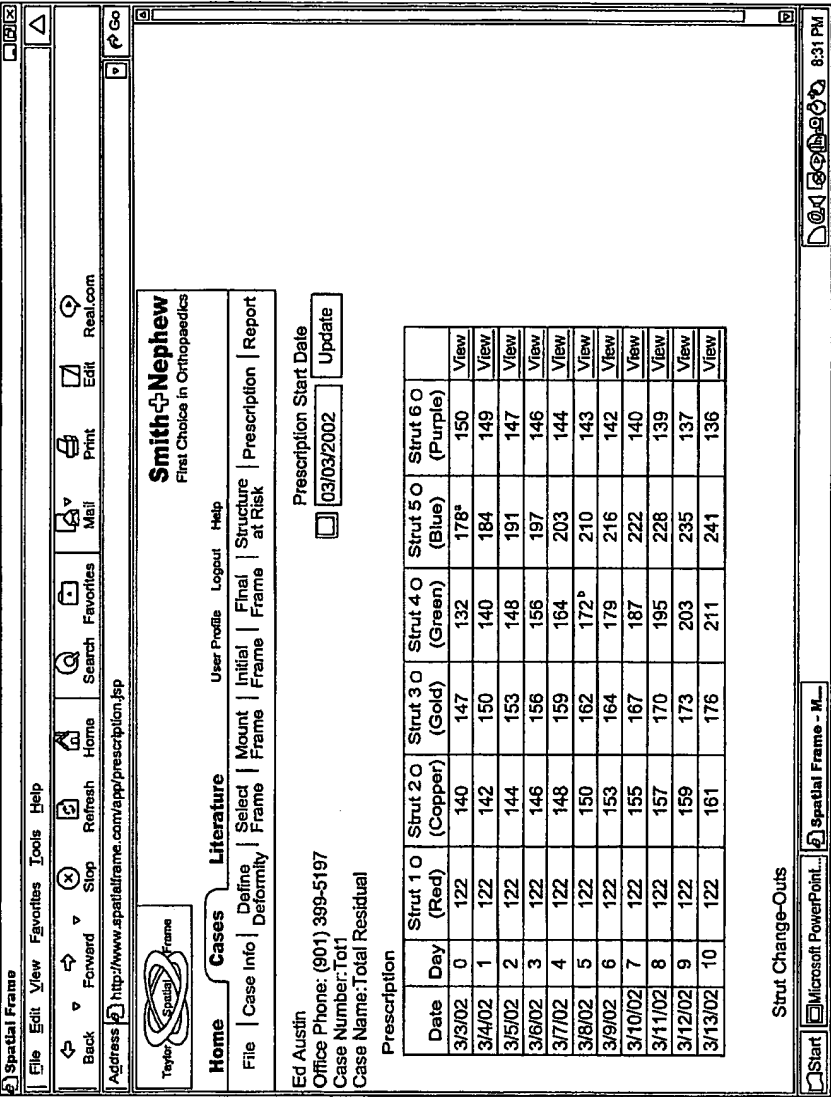 Spatial Frame
File Edit View Favorites Tools Help
Back Forward Stop Refresh Home Search Favorites Mail Print Edit Real.com
Address http://www.spatialframe.com/app/prescription.jsp Go
Taylor Spatial Frame
Smith+Nephew
First Choice in Orthopaedics
Home Cases Literature User Profile Logout Help
File | Case Info | Define Deformity | Select Frame | Mount Frame | Initial Frame | Final Frame | Structure at Risk | Prescription | Report
Ed Austin
Office Phone: (901) 399-5197
Case Number:Tot1
Case Name:Total Residual
Prescription Start Date
03/03/2002 Update
Prescription
Date Day Strut 1 O (Red) Strut 2 O (Copper) Strut 3 O (Gold) Strut 4 O (Green) Strut 5 O (Blue) Strut 6 O (Purple)
3/3/02 0 122 140 147 132 178a 150 View
3/4/02 1 122 142 150 140 184 149 View
3/5/02 2 122 144 153 148 191 147 View
3/6/02 3 122 146 156 156 197 146 View
3/7/02 4 122 148 159 164 203 144 View
3/8/02 5 122 150 162 172b 210 143 View
3/9/02 6 122 153 164 179 216 142 View
3/10/02 7 122 155 167 187 222 140 View
3/11/02 8 122 157 170 195 228 139 View
3/12/02 9 122 159 173 203 235 137 View
3/13/02 10 122 161 176 211 241 136 View
Strut Change-Outs
Start Microsoft PowerPoint... Spatial Frame - M... 8:31 PM